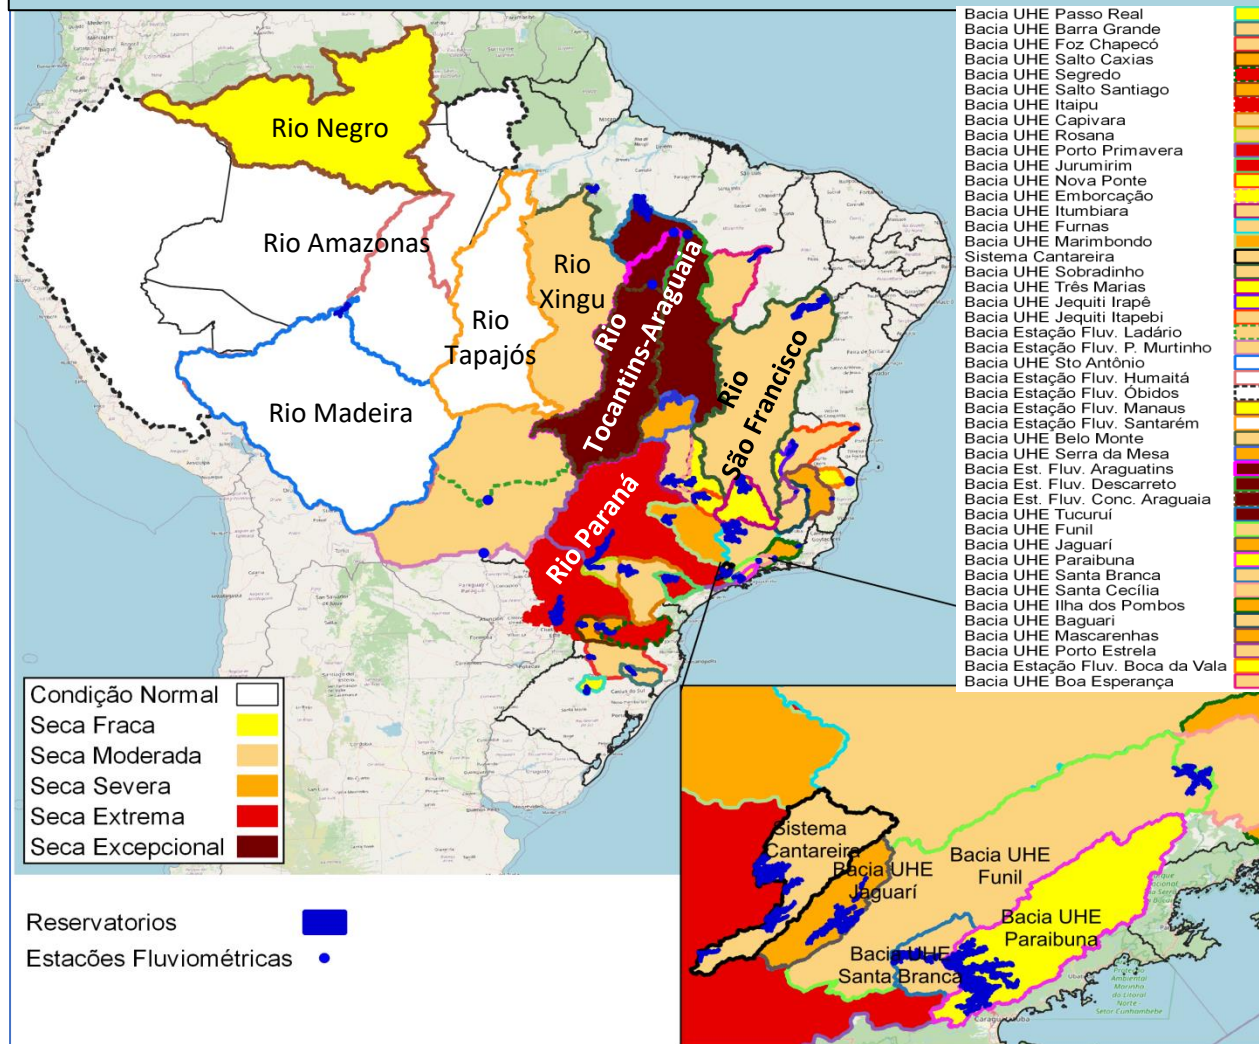 Rio Negro
Rio Amazonas
Rio
Xingu
Rio
Tapajós
Rio Madeira
Rio
Tocantins-Araguaia
Rio
São Francisco
Rio Paraná
Condição Normal
Seca Fraca
Seca Moderada
Seca Severa
Seca Extrema
Seca Excepcional
Reservatorios
Estacões Fluviométricas
Bacia UHE Passo Real
Bacia UHE Barra Grande
Bacia UHE Foz Chapecó
Bacia UHE Salto Caxias
Bacia UHE Segredo
Bacia UHE Salto Santiago
Bacia UHE Itaipu
Bacia UHE Capivara
Bacia UHE Rosana
Bacia UHE Porto Primavera
Bacia UHE Jurumirim
Bacia UHE Nova Ponte
Bacia UHE Emborcação
Bacia UHE Itumbiara
Bacia UHE Furnas
Bacia UHE Marimbondo
Sistema Cantareira
Bacia UHE Sobradinho
Bacia UHE Três Marias
Bacia UHE Jequiti Irapê
Bacia UHE Jequiti Itapebi
Bacia Estação Fluv. Ladário
Bacia Estação Fluv. P. Murtinho
Bacia UHE Sto Antônio
Bacia Estação Fluv. Humaitá
Bacia Estação Fluv. Óbidos
Bacia Estação Fluv. Manaus
Bacia Estação Fluv. Santarém
Bacia UHE Belo Monte
Bacia UHE Serra da Mesa
Bacia Est. Fluv. Araguatins
Bacia Est. Fluv. Descarreto
Bacia Est. Fluv. Conc. Araguaia
Bacia UHE Tucuruí
Bacia UHE Funil
Bacia UHE Jaguarí
Bacia UHE Paraibuna
Bacia UHE Santa Branca
Bacia UHE Santa Cecília
Bacia UHE Ilha dos Pombos
Bacia UHE Baguari
Bacia UHE Mascarenhas
Bacia UHE Porto Estrela
Bacia Estação Fluv. Boca da Vala
Bacia UHE Boa Esperança
Sistema
Cantareira
Bacia UHE
Jaguarí
Bacia UHE
Funil
Bacia UHE
Paraibuna
Bacia UHE
Santa Branca